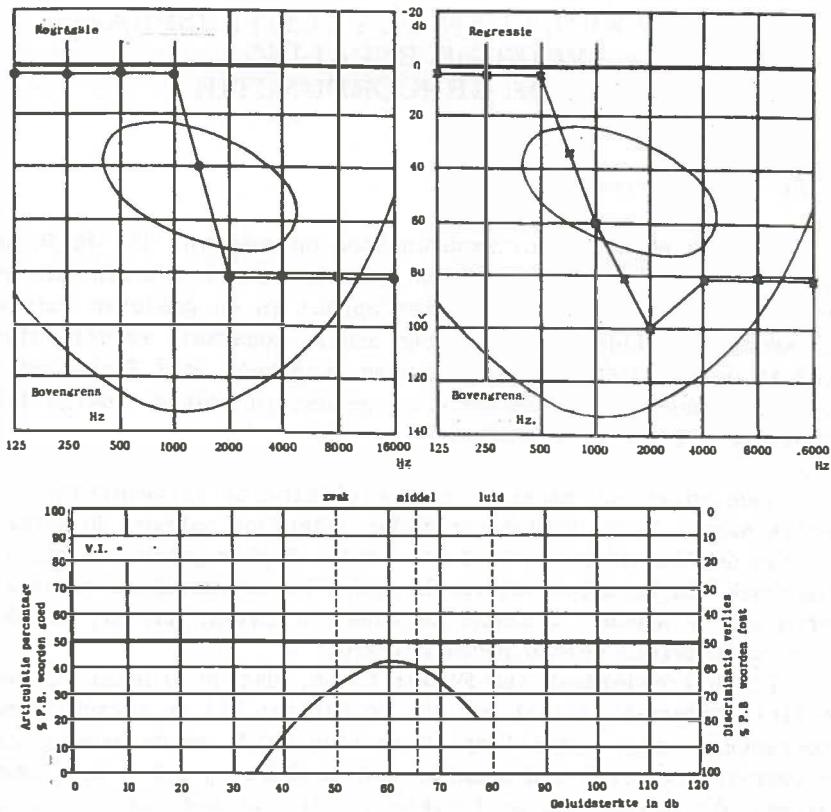 -20
db
0
20
40
60
80
100
120
140
Regressie
Bovengrens
Hz
125 250 500 1000 2000 4000 8000 16000
Hz
Bovengrens
Hz.
125 250 500 1000 2000 4000 8000 .6000
Hz
zwak middel luid
V.I. =
Articulatie percentage
% P.B. woorden goed
100
90
80
70
60
50
40
30
20
10
0
0
10
20
30
40
50
60
70
80
90
100
Discriminatie verlies
% P.B woorden fout
0 10 20 30 40 50 60 70 80 90 100 110 120
Geluidsterkte in db